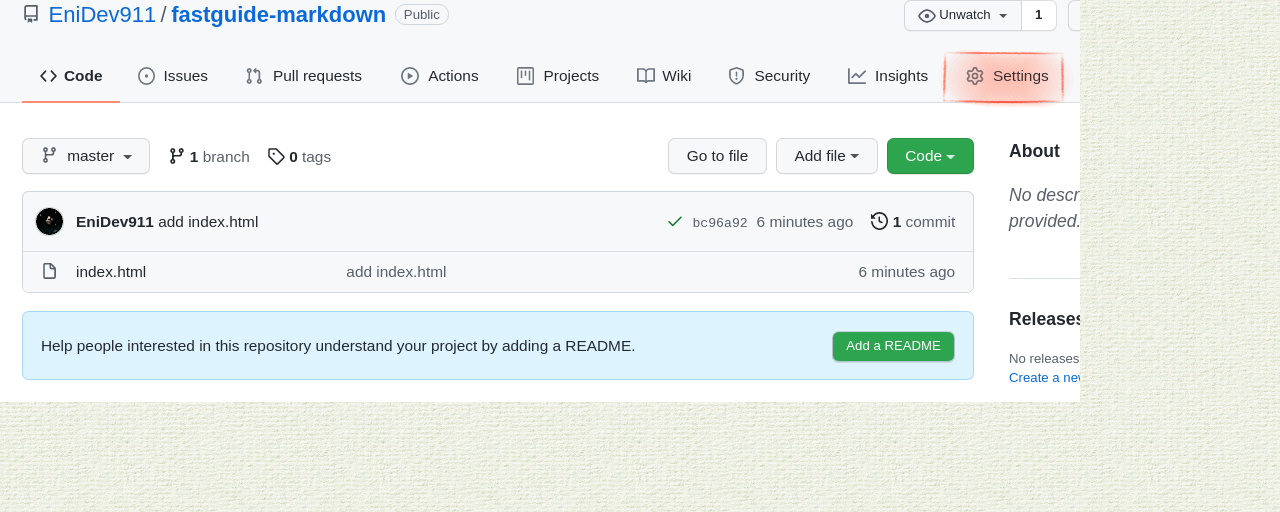 EniDev911 / fastguide-markdown Public Unwatch 1
Code Issues Pull requests Actions Projects Wiki Security Insights Settings
master 1 branch 0 tags Go to file Add file Code
About
EniDev911 add index.html bc96a92 6 minutes ago 1 commit
No descr
provided.
index.html add index.html 6 minutes ago
Releases
Help people interested in this repository understand your project by adding a README. Add a README
No releases
Create a new